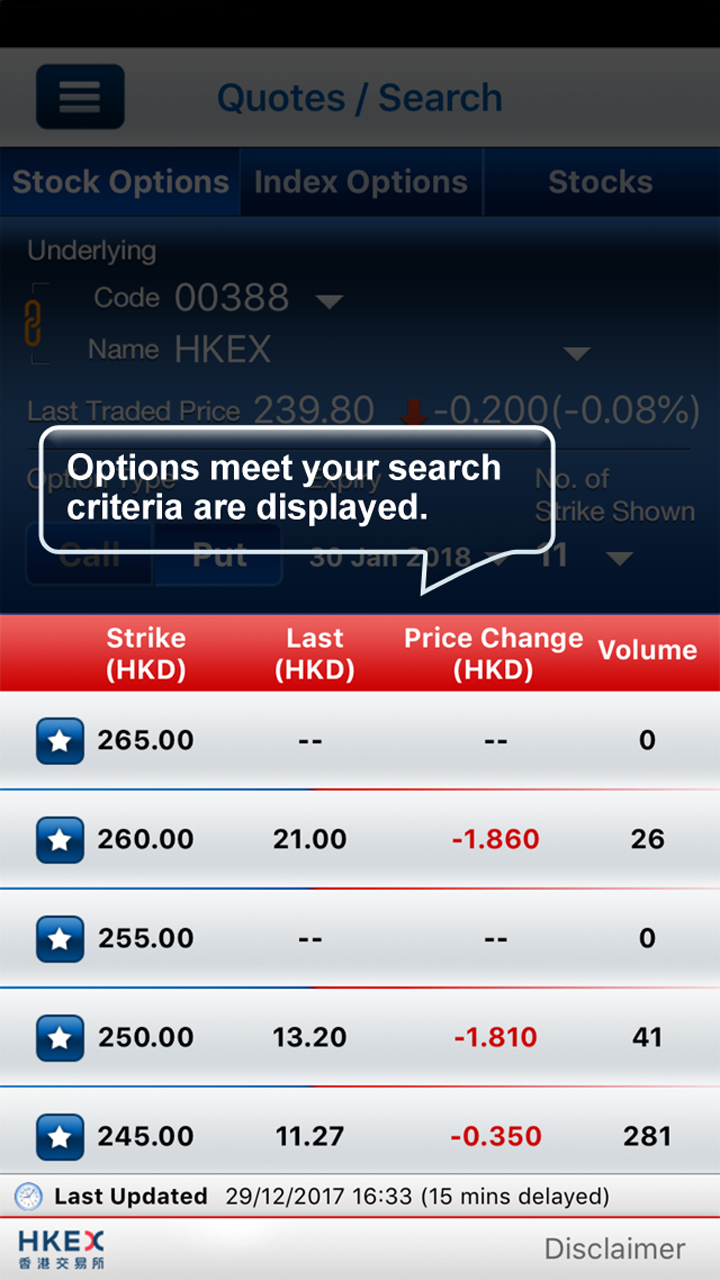 Quotes / Search
Stock Options Index Options Stocks
Underlying
Code 00388
Name HKEX
Last Traded Price 239.80 -0.200(-0.08%)
Options meet your search
criteria are displayed.
Option Type Expiry No. of
Strike Shown
Call Put 30 Jan 2018 11
Strike Last Price Change Volume
(HKD) (HKD) (HKD)
265.00 -- -- 0
260.00 21.00 -1.860 26
255.00 -- -- 0
250.00 13.20 -1.810 41
245.00 11.27 -0.350 281
Last Updated 29/12/2017 16:33 (15 mins delayed)
HKEX
香港交易所
Disclaimer